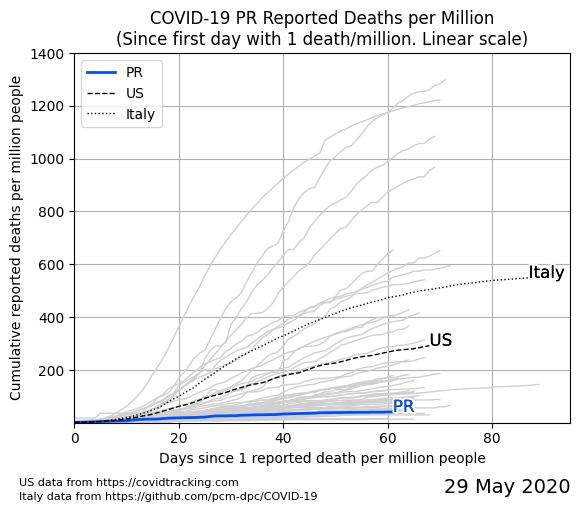 COVID-19 PR Reported Deaths per Million
(Since first day with 1 death/million. Linear scale)
1400
1200
1000
800
600
400
200
Cumulative reported deaths per million people
PR
US
Italy
Italy
US
PR
0
20
40
60
80
Days since 1 reported death per million people
US data from https://covidtracking.com
Italy data from https://github.com/pcm-dpc/COVID-19
29 May 2020